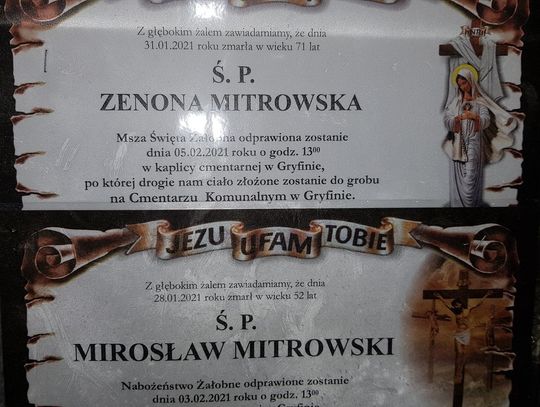 Z głębokim żalem zawiadamiamy, że dnia
31.01.2021 roku zmarła w wieku 71 lat
Ś. P.
ZENONA MITROWSKA
Msza Święta Żałobna odprawiona zostanie
dnia 05.02.2021 roku o godz. 13⁰⁰
w kaplicy cmentarnej w Gryfinie,
po której drogie nam ciało złożone zostanie do grobu
na Cmentarzu Komunalnym w Gryfinie.
JEZU UFAM TOBIE
Z głębokim żalem zawiadamiamy, że dnia
28.01.2021 roku zmarł w wieku 52 lat
Ś. P.
MIROSŁAW MITROWSKI
Nabożeństwo Żałobne odprawione zostanie
dnia 03.02.2021 roku o godz. 13⁰⁰